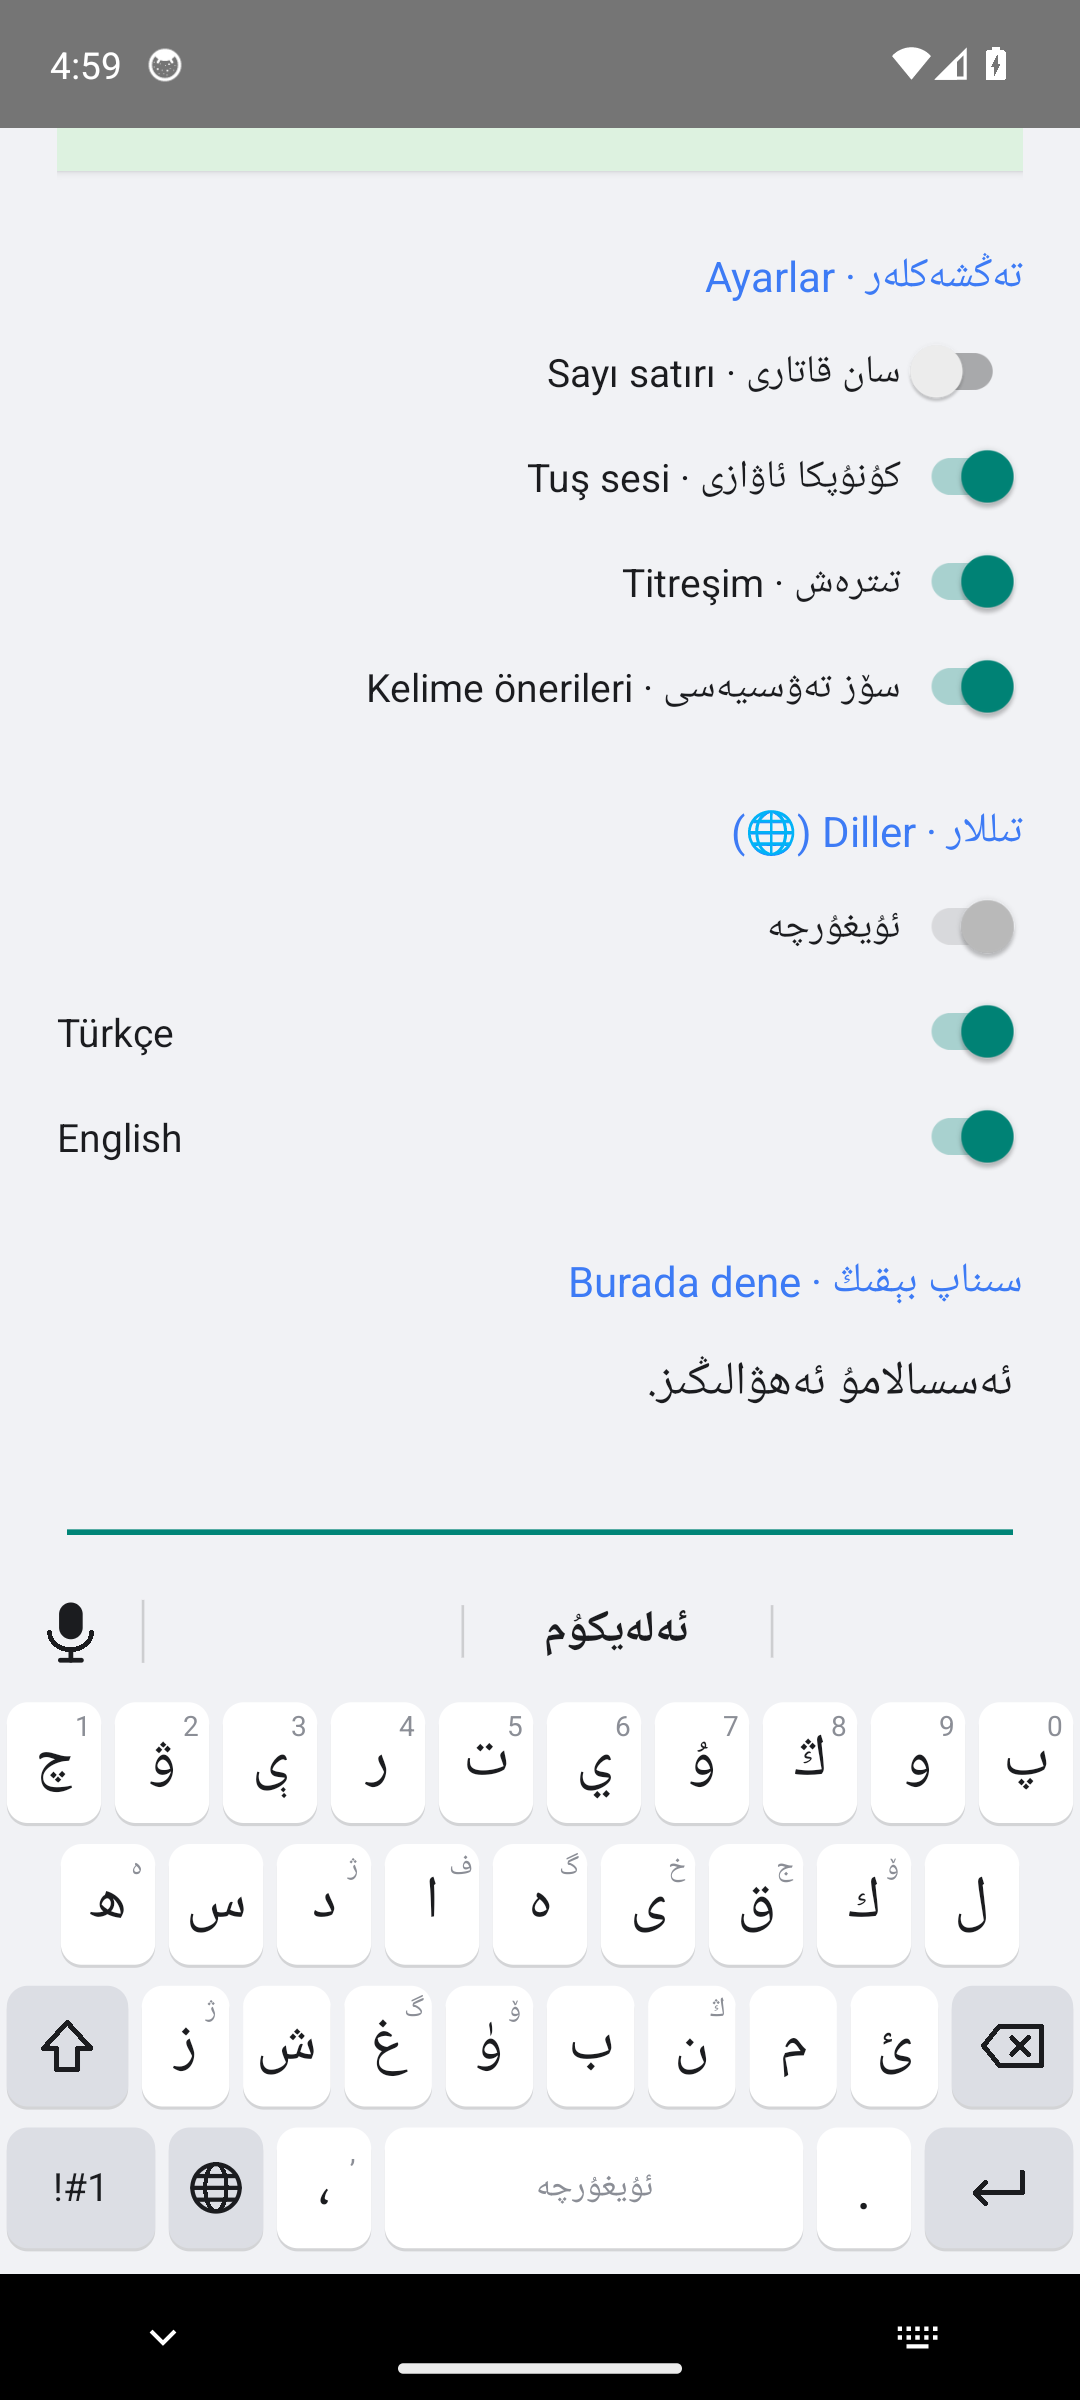 4:59
تەڭشەكلەر · Ayarlar
سان قاتارى · Sayı satırı
كۇنۇپكا ئاۋازى · Tuş sesi
تىترەش · Titreşim
سۆز تەۋسىيەسى · Kelime önerileri
تىللار · Diller (🌐)
ئۇيغۇرچە
Türkçe
English
سىناپ بېقىڭ · Burada dene
ئەسسالامۇ ئەھۋالىڭىز.
ئەلەيكۇم
چ 1 ۋ 2 ې 3 ر 4 ت 5 ي 6 ۇ 7 ڭ 8 و 9 پ 0
ھ ە س د ژ ا ف ە گ ى خ ق ج ك ۆ ل
ز ژ ش غ گ ۈ ۆ ب ن ڭ م ئ
!#1 ، ’ ئۇيغۇرچە .